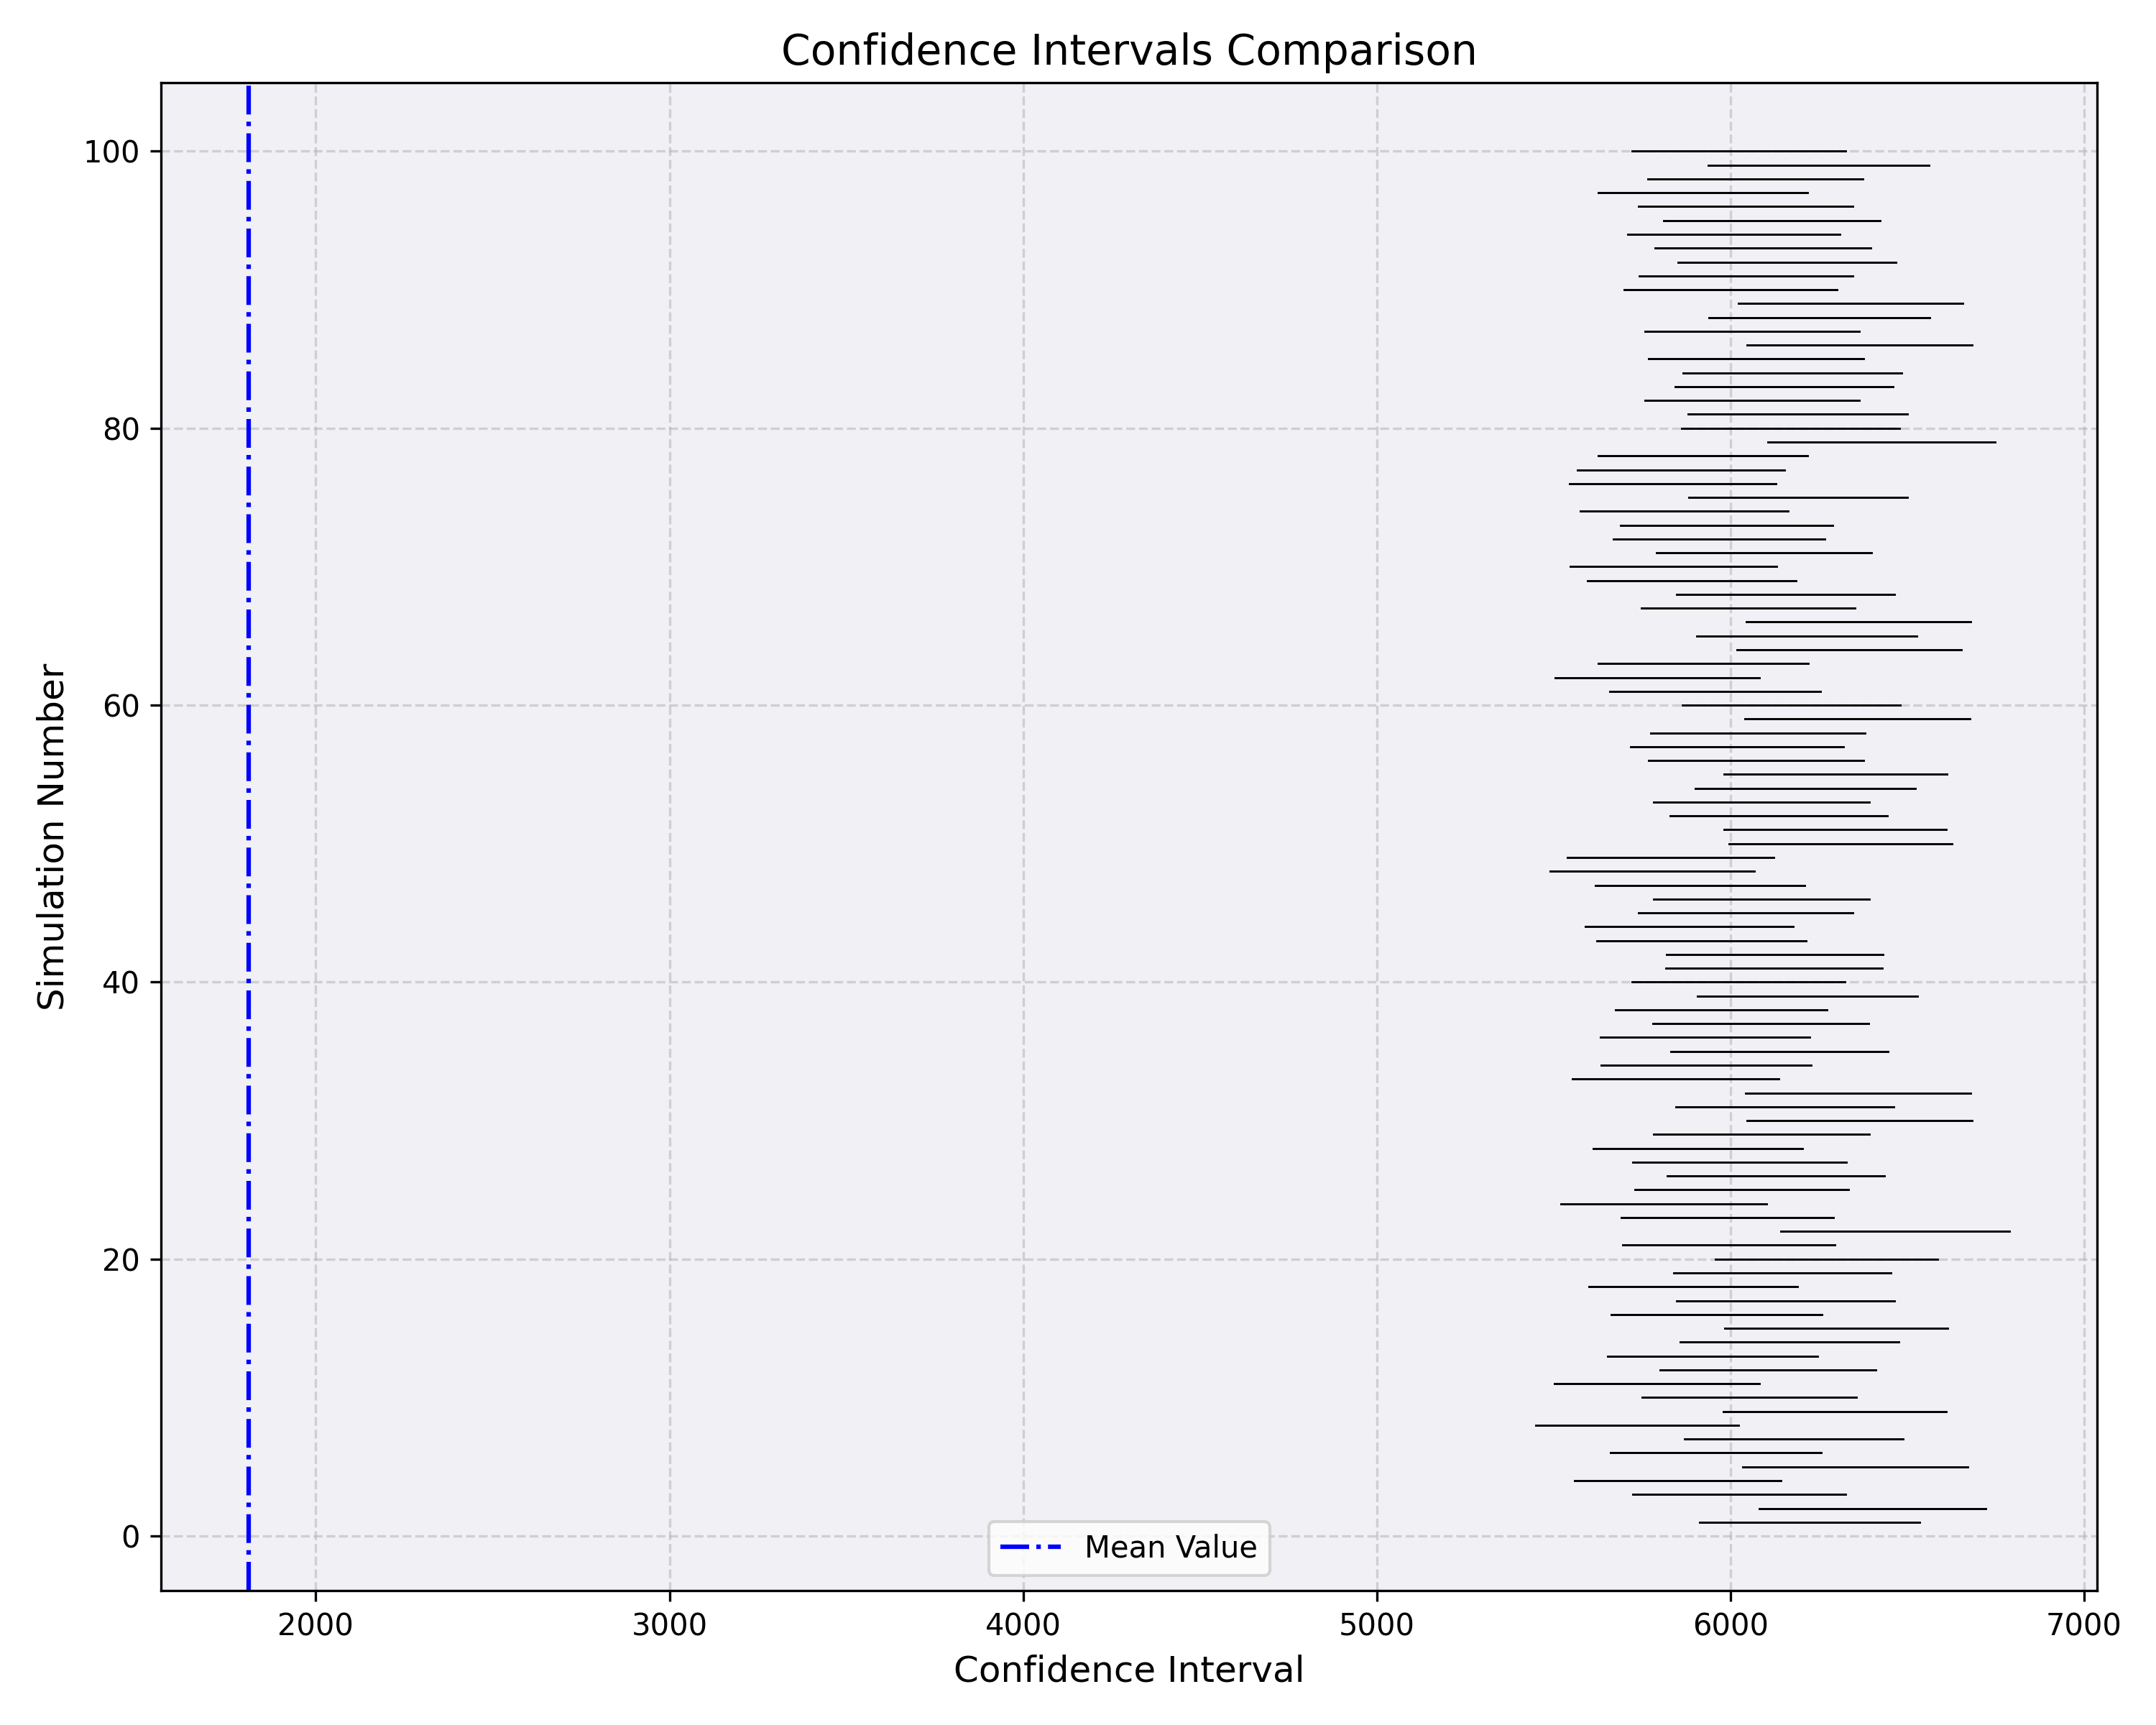 Confidence Intervals Comparison
Simulation Number
100
80
60
40
20
0
Mean Value
2000 3000 4000 5000 6000 7000
Confidence Interval